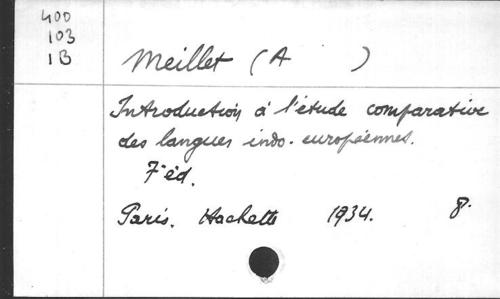 400
103
1B
Meillet (A )
Introduction à l'étude comparative
des langues indo-européennes.
7e éd.
Paris. Hachette 1934. 8°